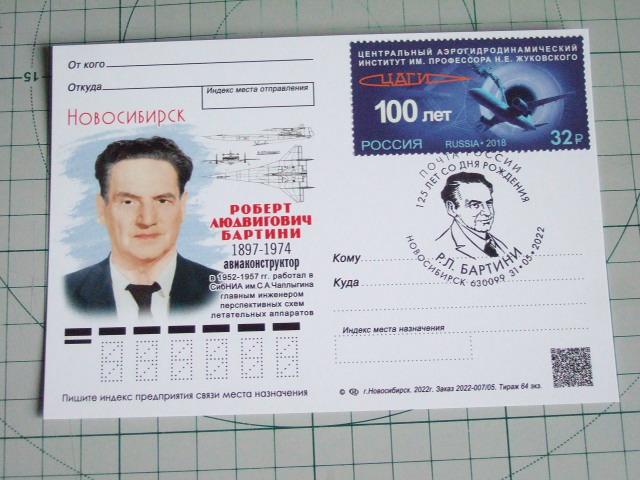 От кого
Откуда
Индекс места отправления
Новосибирск
РОБЕРТ
ЛЮДВИГОВИЧ
БАРТИНИ
1897-1974
авиаконструктор
в 1952-1957 гг. работал в
СибНИА им.С.А.Чаплыгина
главным инженером
перспективных схем
летательных аппаратов
Пишите индекс предприятия связи места назначения
ЦЕНТРАЛЬНЫЙ АЭРОГИДРОДИНАМИЧЕСКИЙ
ИНСТИТУТ ИМ. ПРОФЕССОРА Н.Е. ЖУКОВСКОГО
ЦАГИ
100 лет
РОССИЯ RUSSIA • 2018 32₽
ПОЧТА РОССИИ
125 ЛЕТ СО ДНЯ РОЖДЕНИЯ
Р.Л. БАРТИНИ
НОВОСИБИРСК 630099 31•05•2022
Кому
Куда
Индекс места назначения
г.Новосибирск. 2022г. Заказ 2022-007/05. Тираж 64 экз.
15